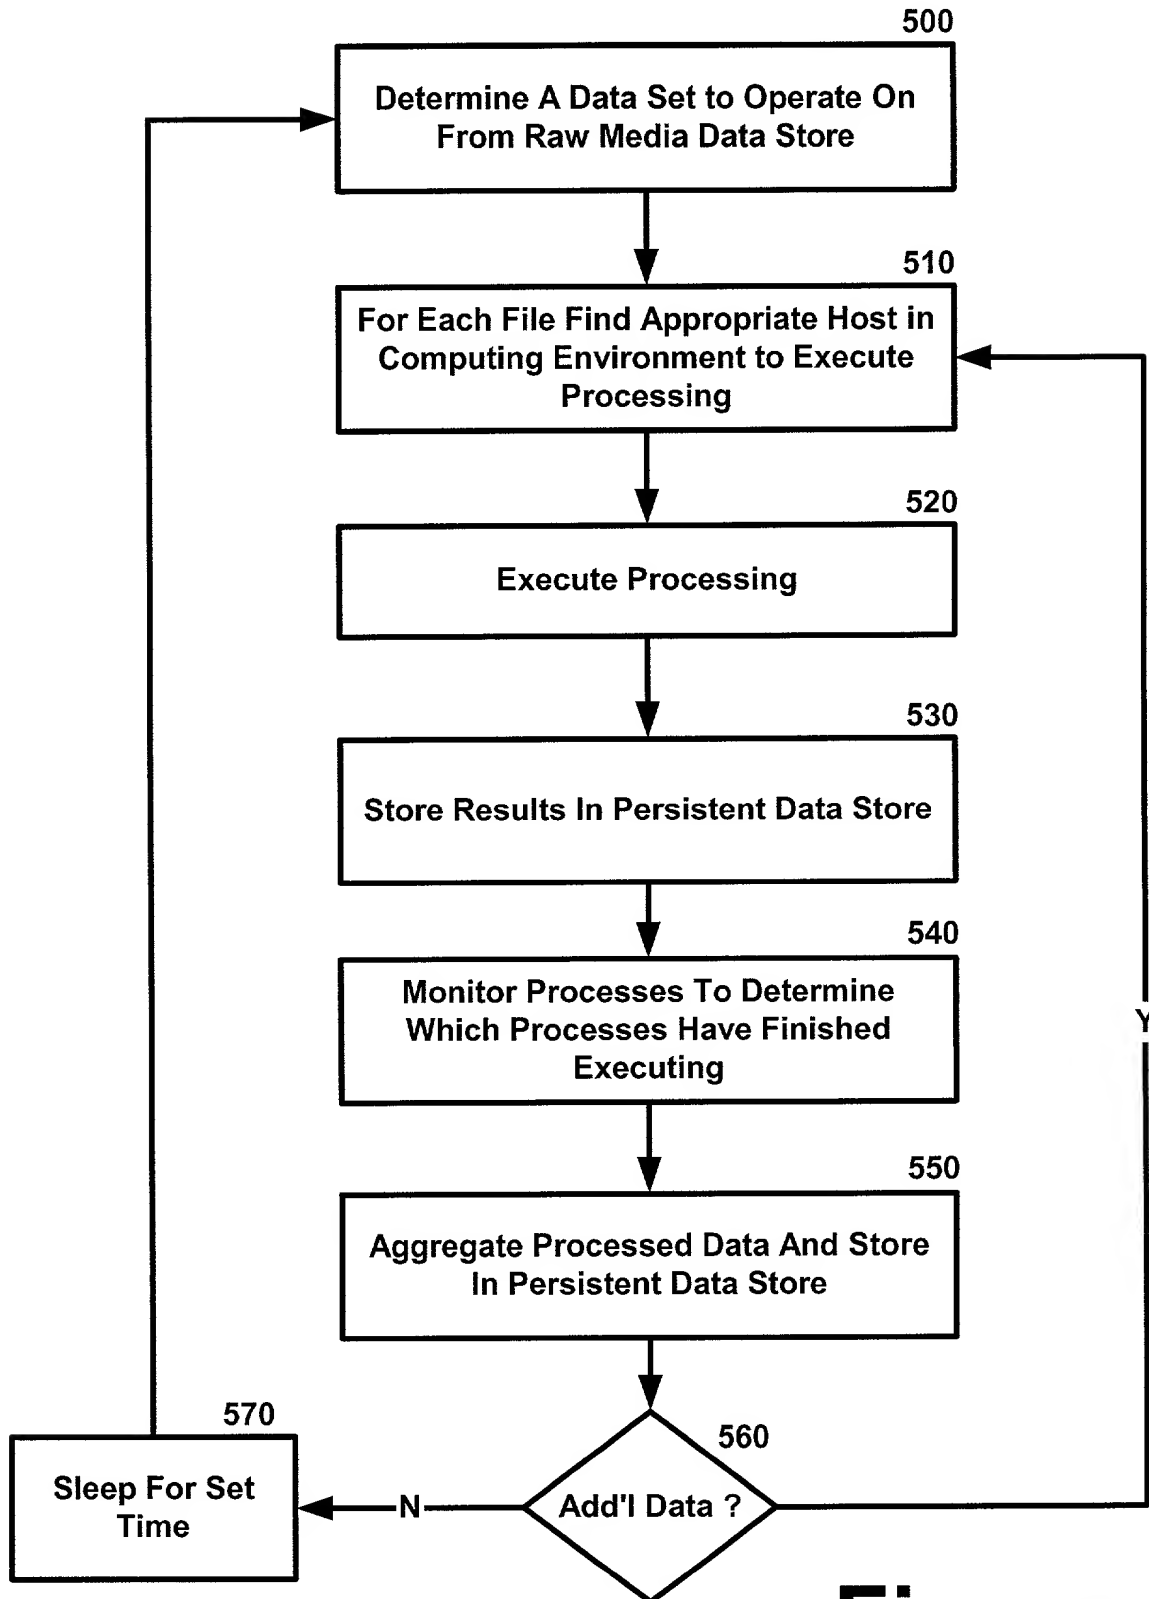 500
Determine A Data Set to Operate On
From Raw Media Data Store
510
For Each File Find Appropriate Host in
Computing Environment to Execute
Processing
520
Execute Processing
530
Store Results In Persistent Data Store
540
Monitor Processes To Determine
Which Processes Have Finished
Executing
Y
550
Aggregate Processed Data And Store
In Persistent Data Store
560
Add'l Data ?
N
570
Sleep For Set
Time